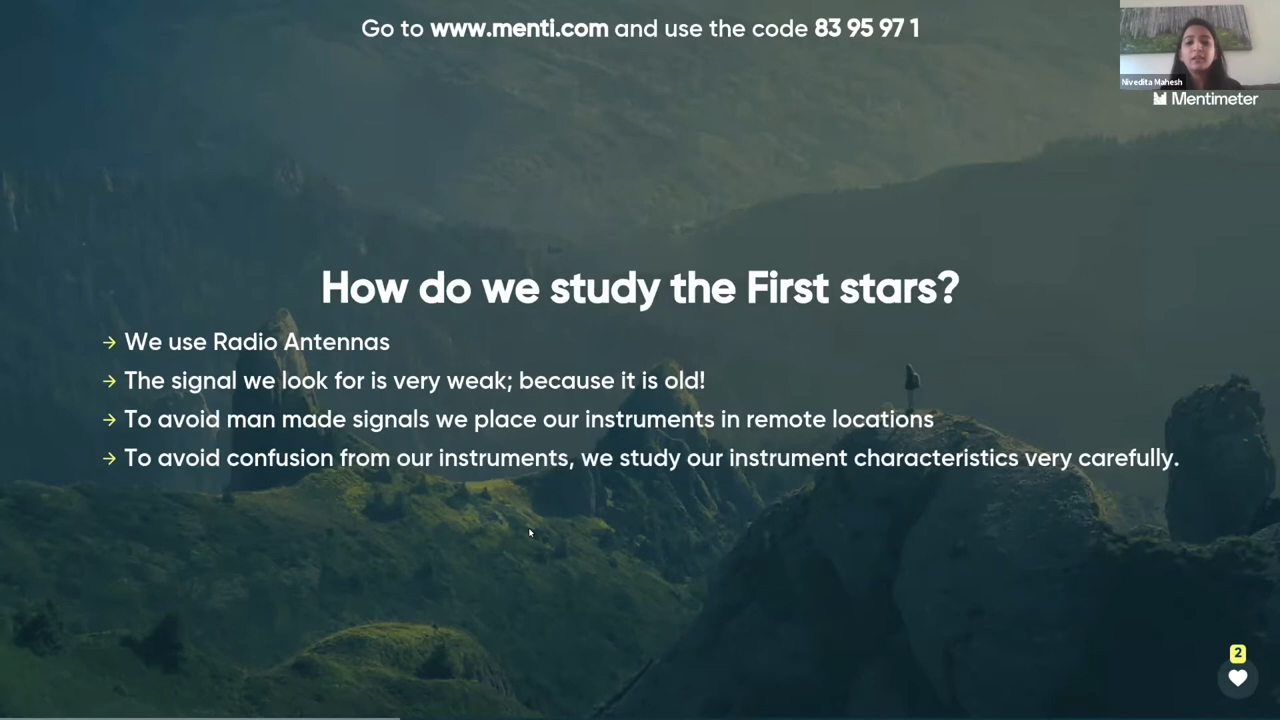 Go to www.menti.com and use the code 83 95 97 1
Nivedita Mahesh
Mentimeter
How do we study the First stars?
→ We use Radio Antennas
→ The signal we look for is very weak; because it is old!
→ To avoid man made signals we place our instruments in remote locations
→ To avoid confusion from our instruments, we study our instrument characteristics very carefully.
2